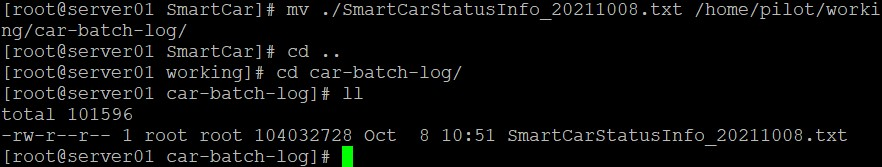 [root@server01 SmartCar]# mv ./SmartCarStatusInfo_20211008.txt /home/pilot/worki
ng/car-batch-log/
[root@server01 SmartCar]# cd ..
[root@server01 working]# cd car-batch-log/
[root@server01 car-batch-log]# ll
total 101596
-rw-r--r-- 1 root root 104032728 Oct  8 10:51 SmartCarStatusInfo_20211008.txt
[root@server01 car-batch-log]#